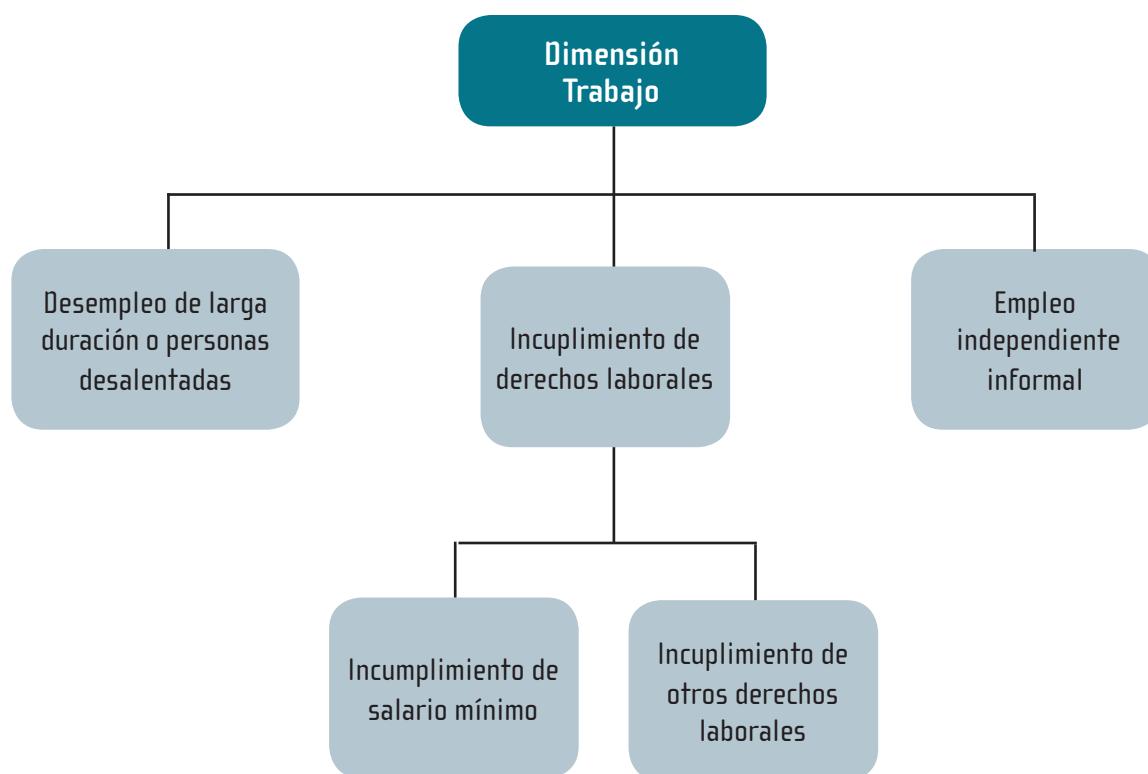 Dimensión
Trabajo
Desempleo de larga
duración o personas
desalentadas
Incuplimiento de
derechos laborales
Empleo
independiente
informal
Incumplimiento de
salario mínimo
Incuplimiento de
otros derechos
laborales